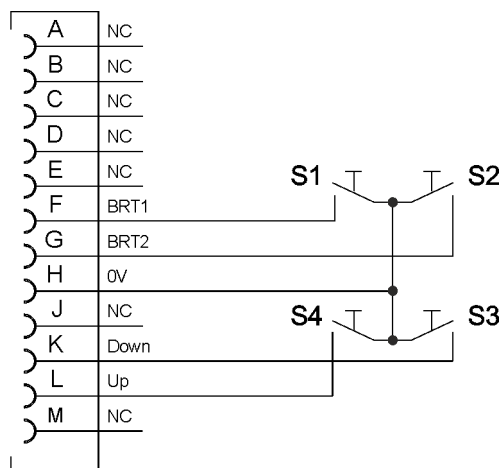 A NC
B NC
C NC
D NC
E NC
S1 S2
F BRT1
G BRT2
H 0V
J NC
S4 S3
K Down
L Up
M NC